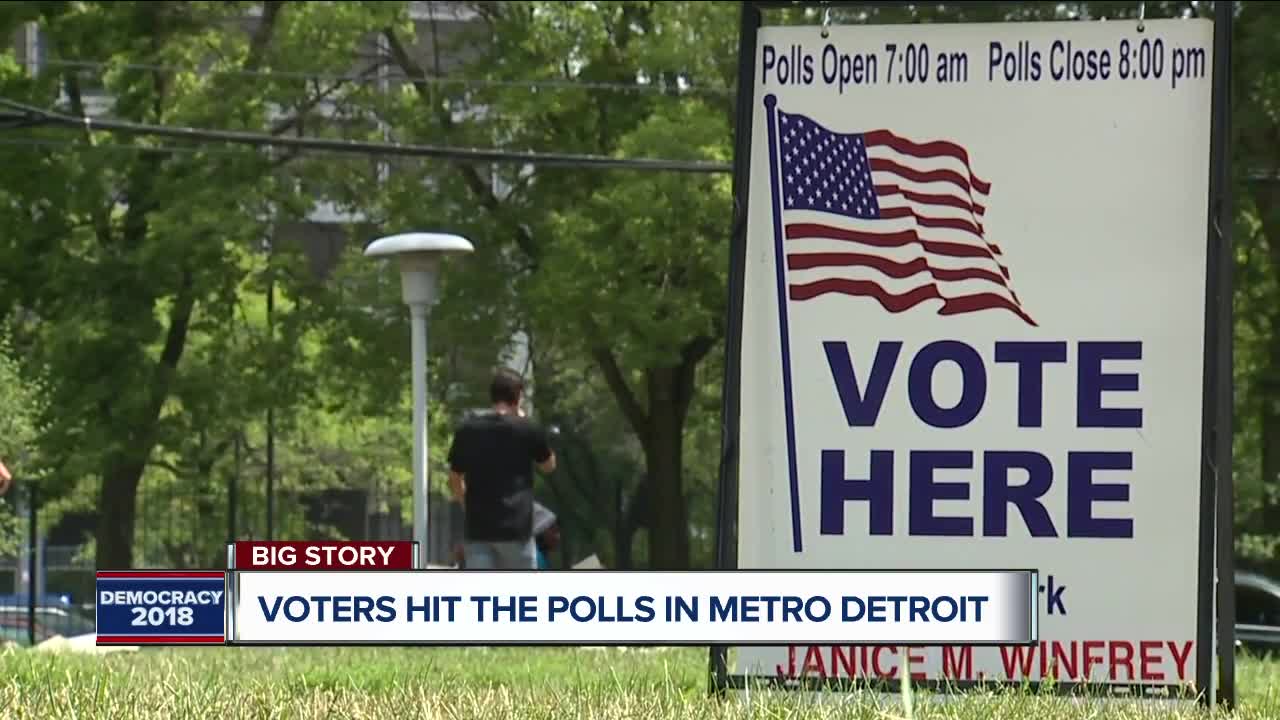 Polls Open 7:00 am Polls Close 8:00 pm
VOTE
HERE
JANICE M. WINFREY
BIG STORY
DEMOCRACY
2018
VOTERS HIT THE POLLS IN METRO DETROIT